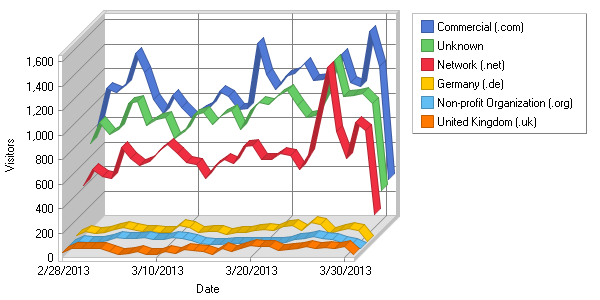 Commercial (.com)
Unknown
Network (.net)
Germany (.de)
Non-profit Organization (.org)
United Kingdom (.uk)
Visitors
1,600
1,400
1,200
1,000
800
600
400
200
0
2/28/2013 3/10/2013 3/20/2013 3/30/2013
Date